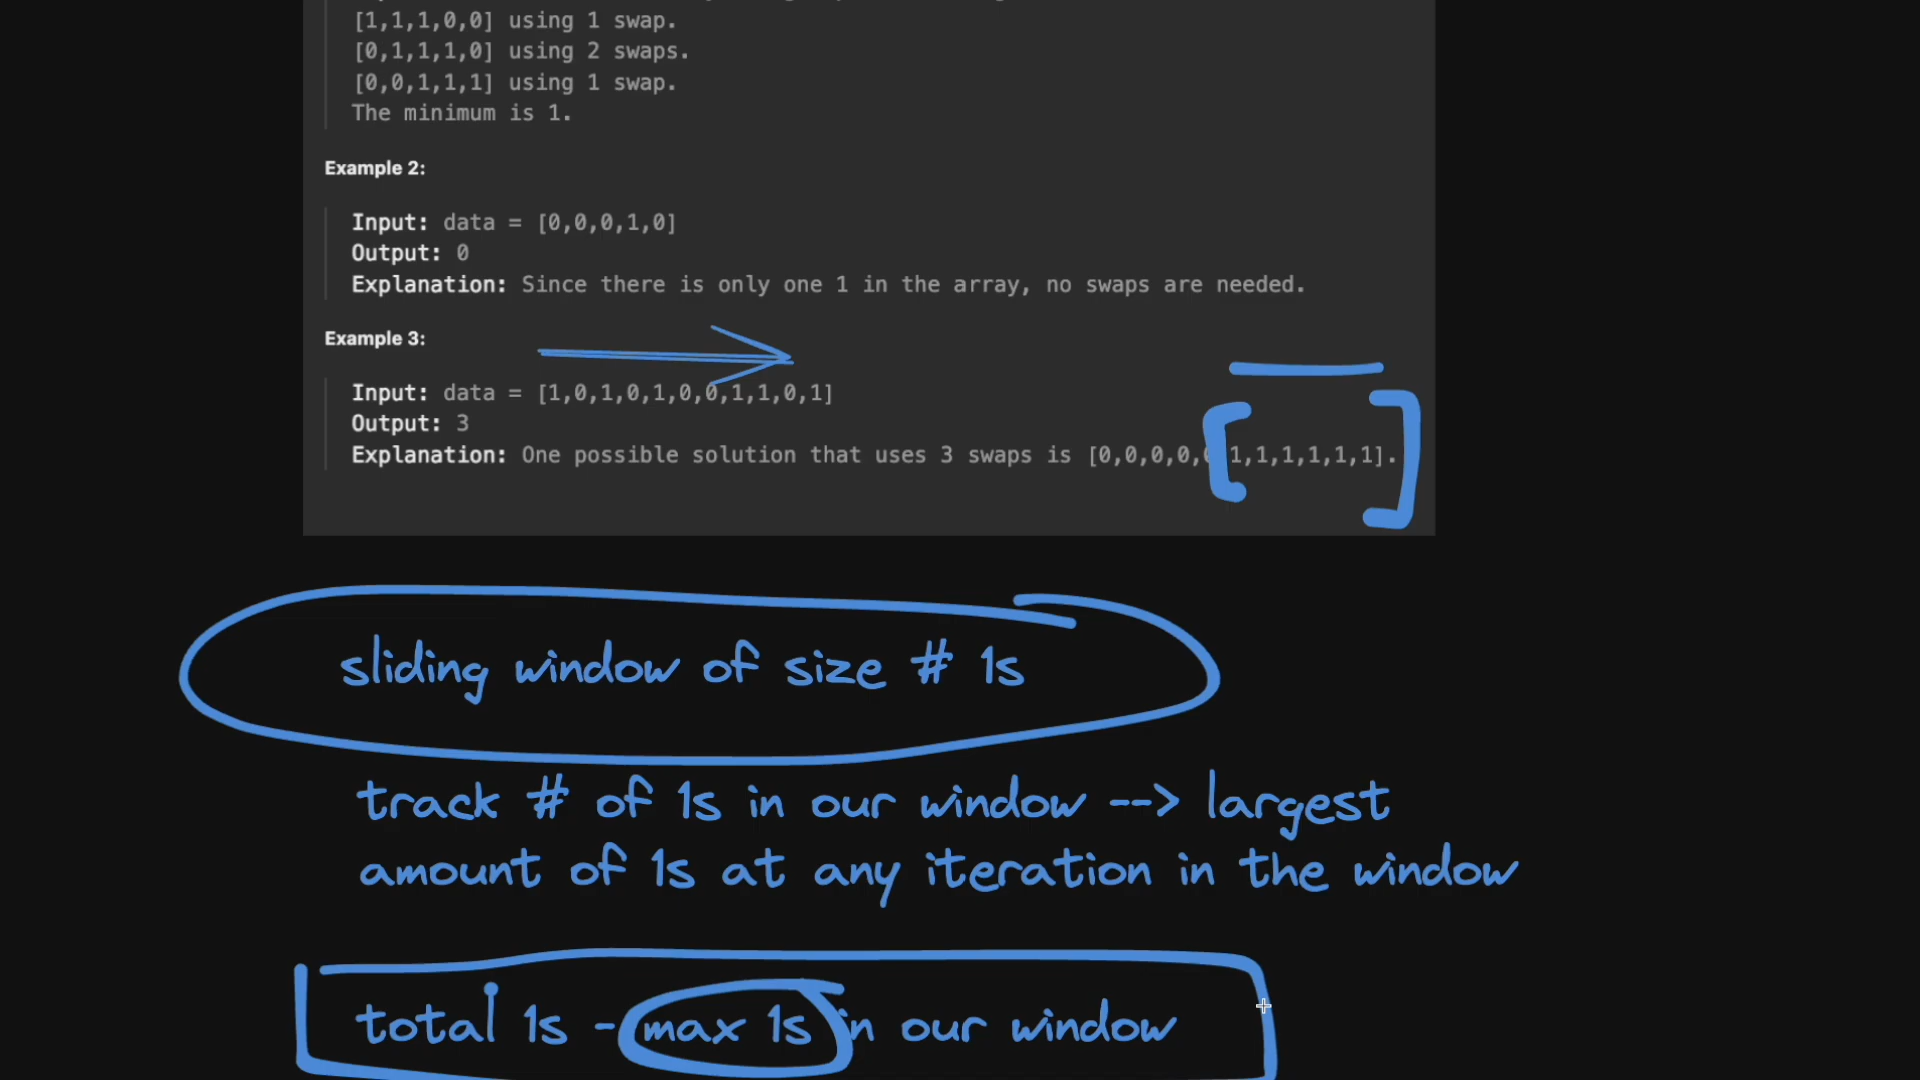 [1,1,1,0,0] using 1 swap.
[0,1,1,1,0] using 2 swaps.
[0,0,1,1,1] using 1 swap.
The minimum is 1.
Example 2:
Input: data = [0,0,0,1,0]
Output: 0
Explanation: Since there is only one 1 in the array, no swaps are needed.
Example 3:
Input: data = [1,0,1,0,1,0,0,1,1,0,1]
Output: 3
Explanation: One possible solution that uses 3 swaps is [0,0,0,0,0,1,1,1,1,1,1].
sliding window of size # 1s
track # of 1s in our window --> largest
amount of 1s at any iteration in the window
total 1s - max 1s in our window